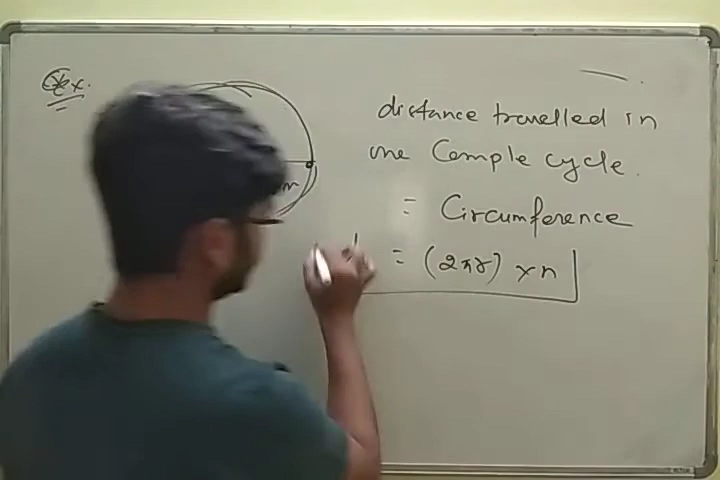 Ex.
m
distance travelled in
one Comple cycle.
= Circumference
= (2πr) × n